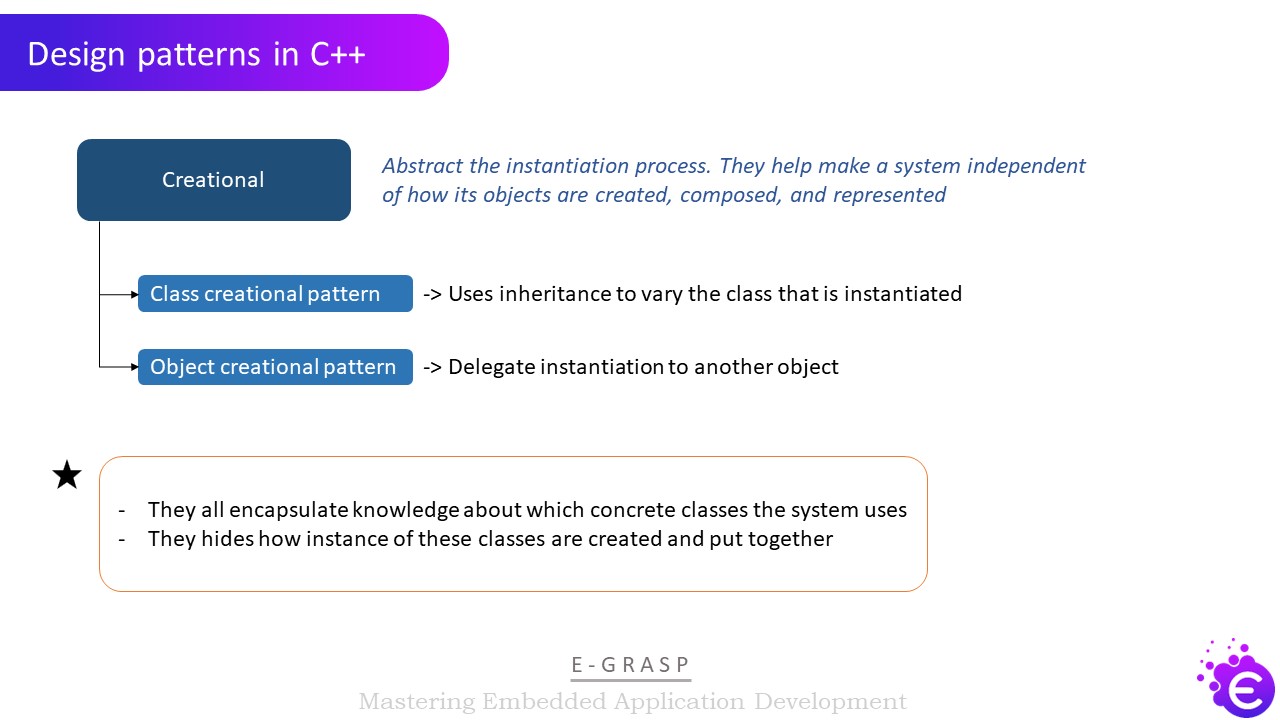 Design patterns in C++
Creational
Abstract the instantiation process. They help make a system independent
of how its objects are created, composed, and represented
Class creational pattern
-> Uses inheritance to vary the class that is instantiated
Object creational pattern
-> Delegate instantiation to another object
- They all encapsulate knowledge about which concrete classes the system uses
- They hides how instance of these classes are created and put together
E-GRASP
Mastering Embedded Application Development
e